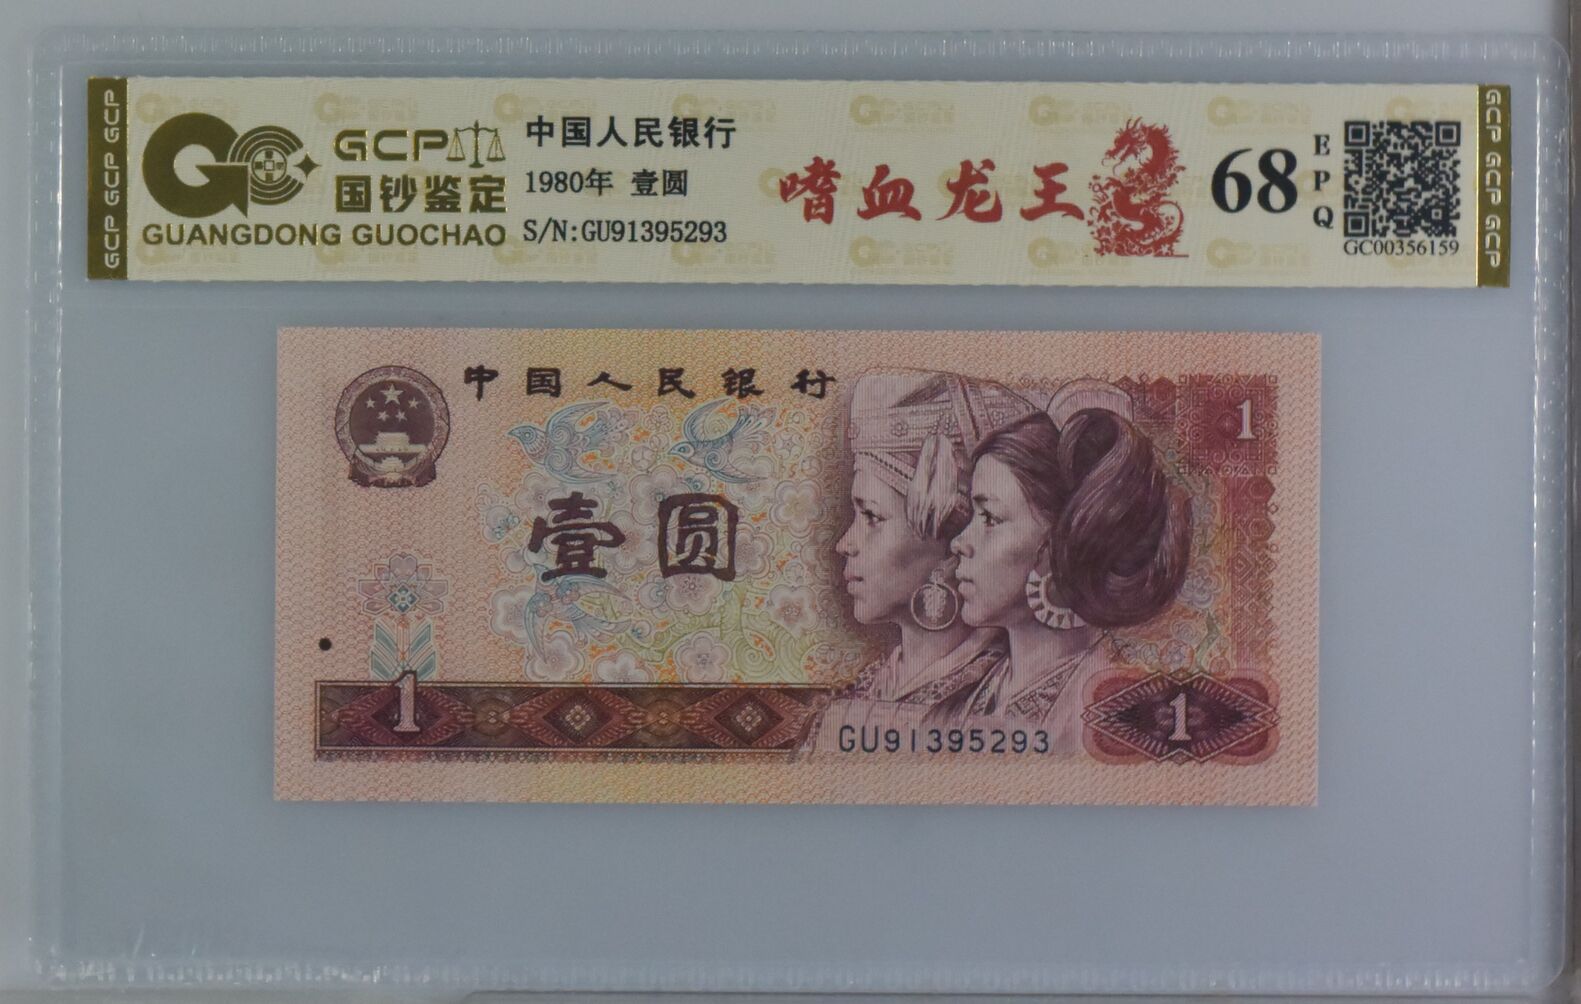 GCP GCP GCP
GCP
国钞鉴定
GUANGDONG GUOCHAO
中国人民银行
1980年 壹圆
S/N:GU91395293
嗜血龙王
68
EPQ
GC00356159
GCP GCP GCP
中国人民银行
1
壹圆
1
GU91395293
1